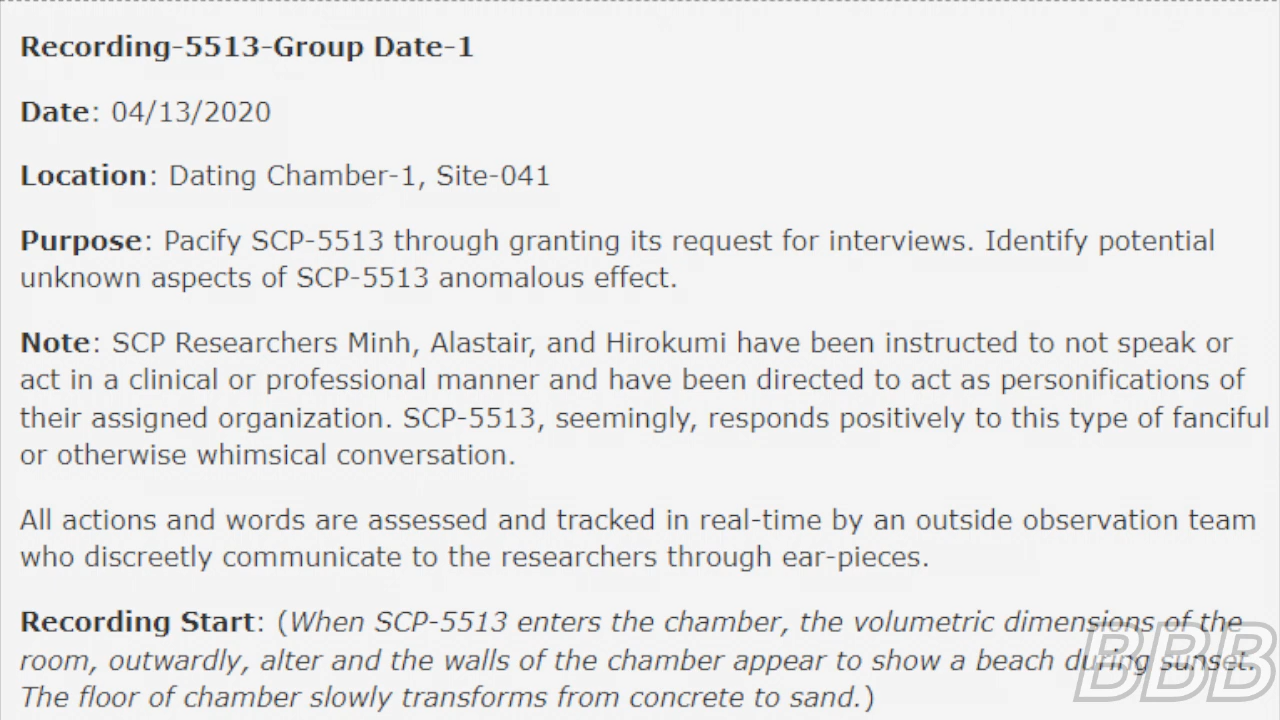 Recording-5513-Group Date-1
Date: 04/13/2020
Location: Dating Chamber-1, Site-041
Purpose: Pacify SCP-5513 through granting its request for interviews. Identify potential
unknown aspects of SCP-5513 anomalous effect.
Note: SCP Researchers Minh, Alastair, and Hirokumi have been instructed to not speak or
act in a clinical or professional manner and have been directed to act as personifications of
their assigned organization. SCP-5513, seemingly, responds positively to this type of fanciful
or otherwise whimsical conversation.
All actions and words are assessed and tracked in real-time by an outside observation team
who discreetly communicate to the researchers through ear-pieces.
Recording Start: (When SCP-5513 enters the chamber, the volumetric dimensions of the
room, outwardly, alter and the walls of the chamber appear to show a beach during sunset.
The floor of chamber slowly transforms from concrete to sand.)
BBB